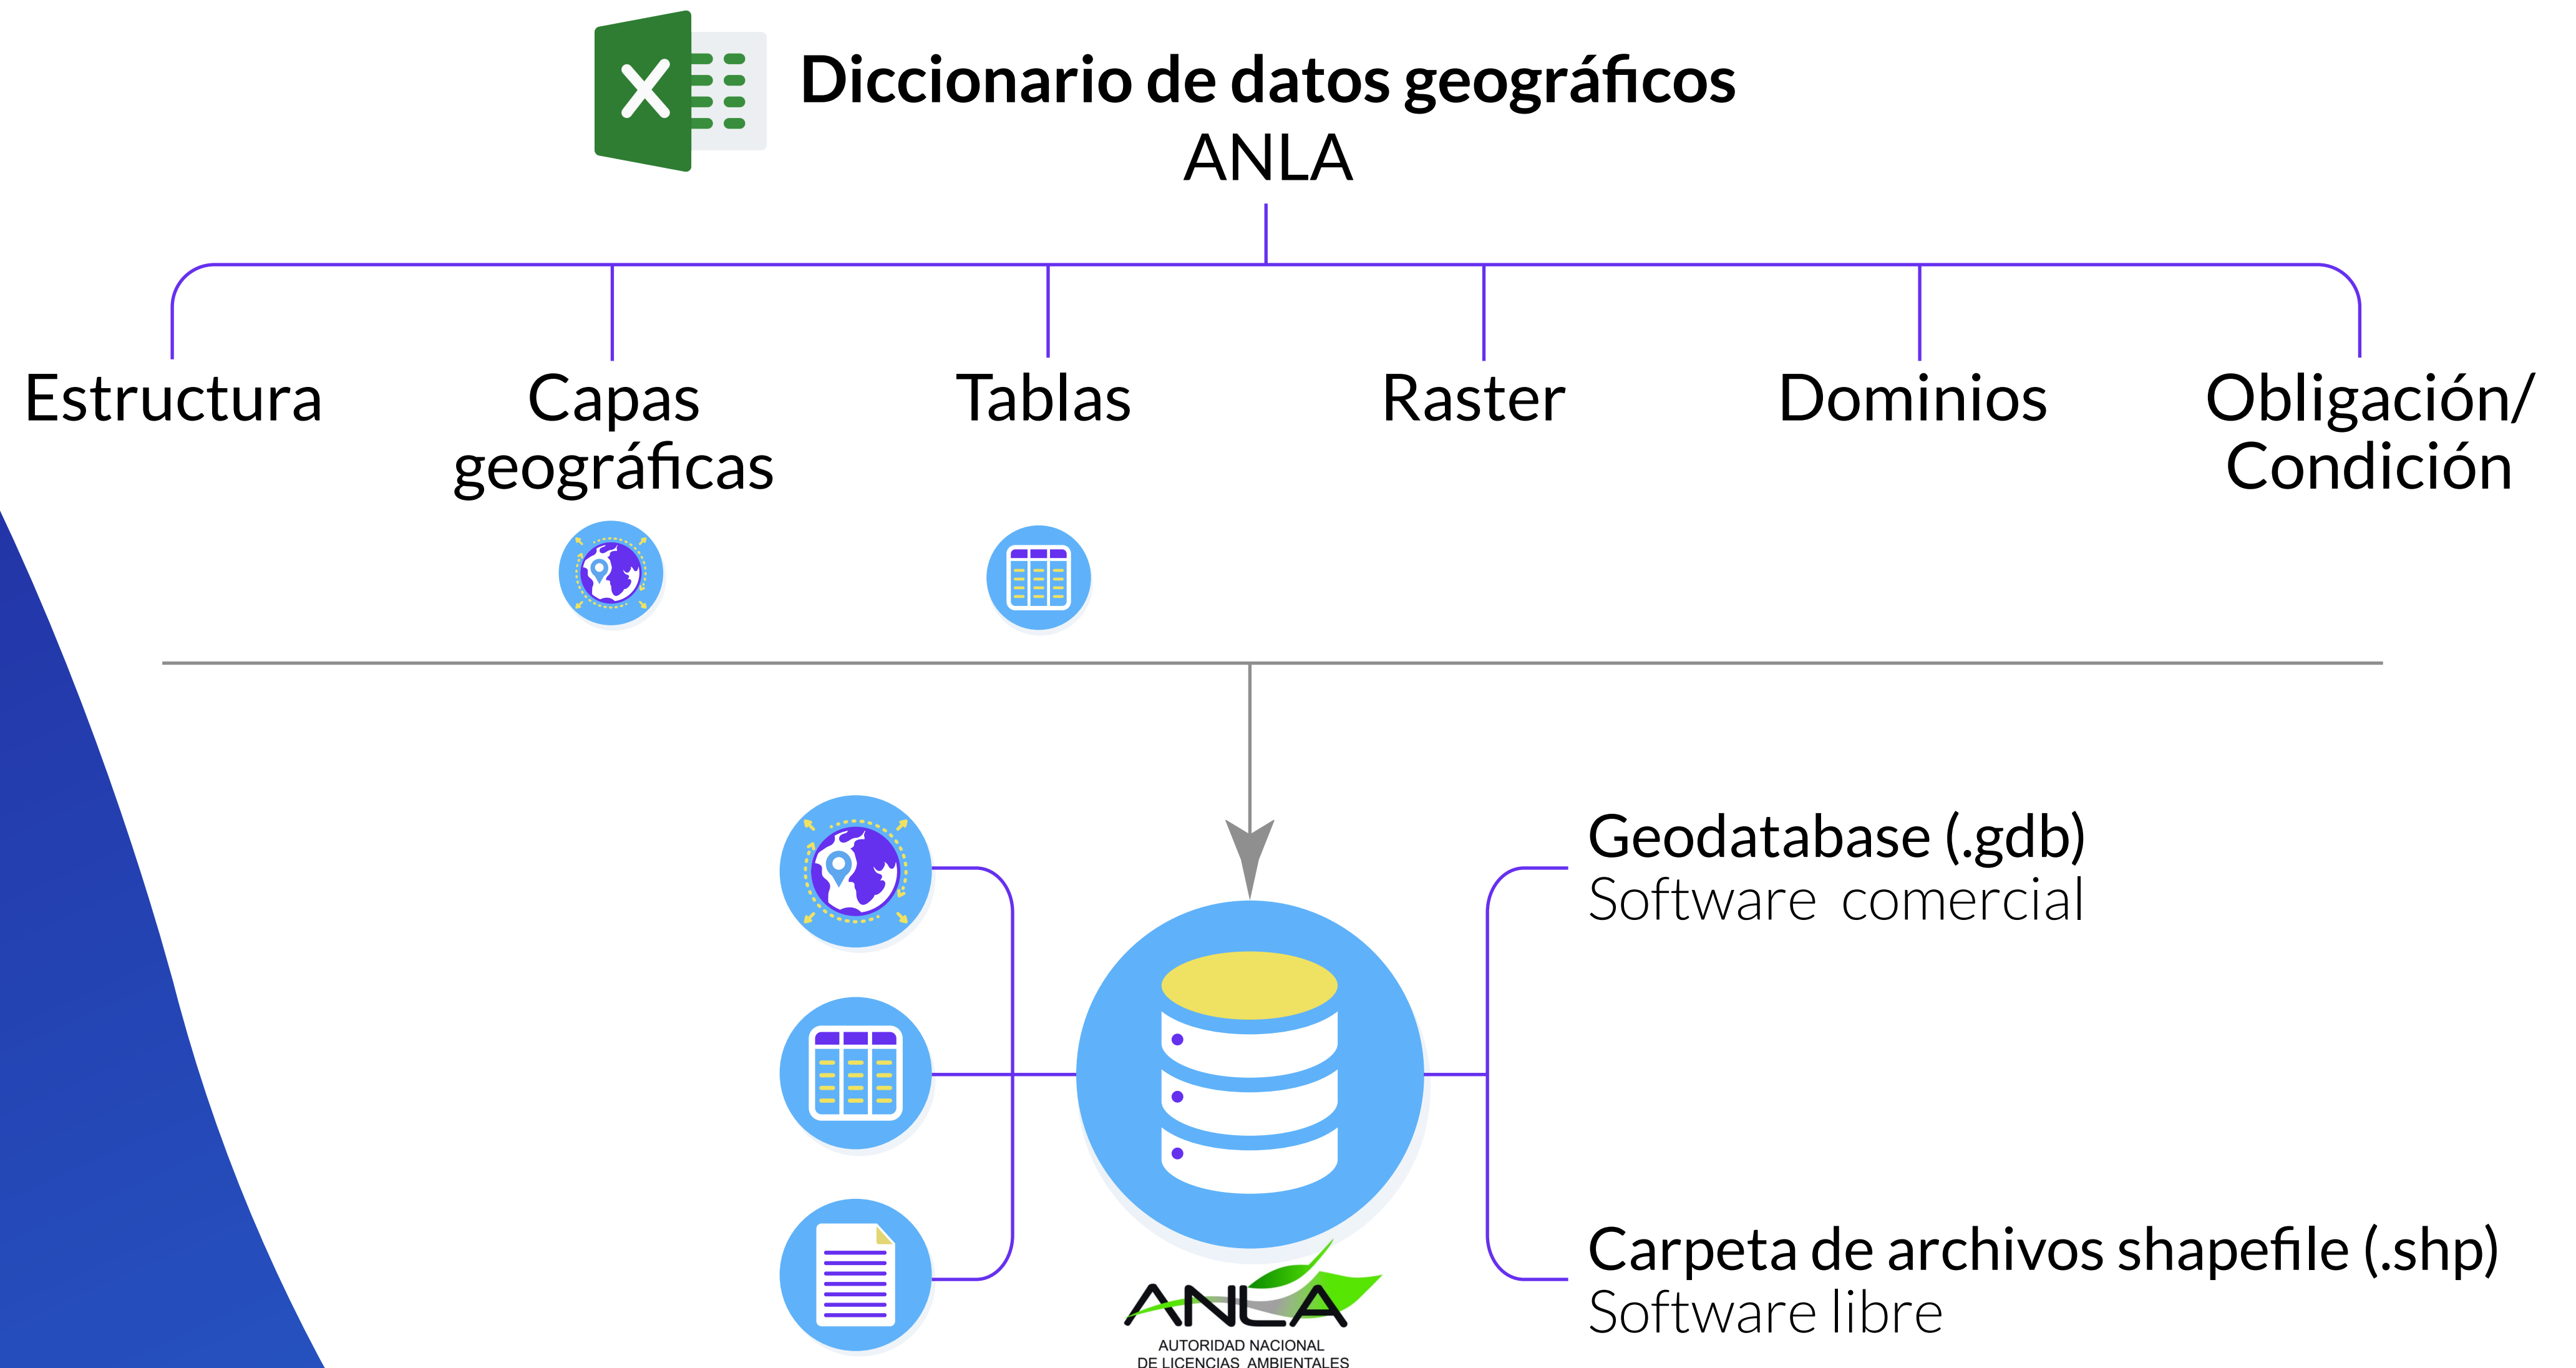 Diccionario de datos geográficos
ANLA
Estructura
Capas
geográficas
Tablas
Raster
Dominios
Obligación/
Condición
Geodatabase (.gdb)
Software comercial
Carpeta de archivos shapefile (.shp)
Software libre
ANLA
AUTORIDAD NACIONAL
DE LICENCIAS AMBIENTALES